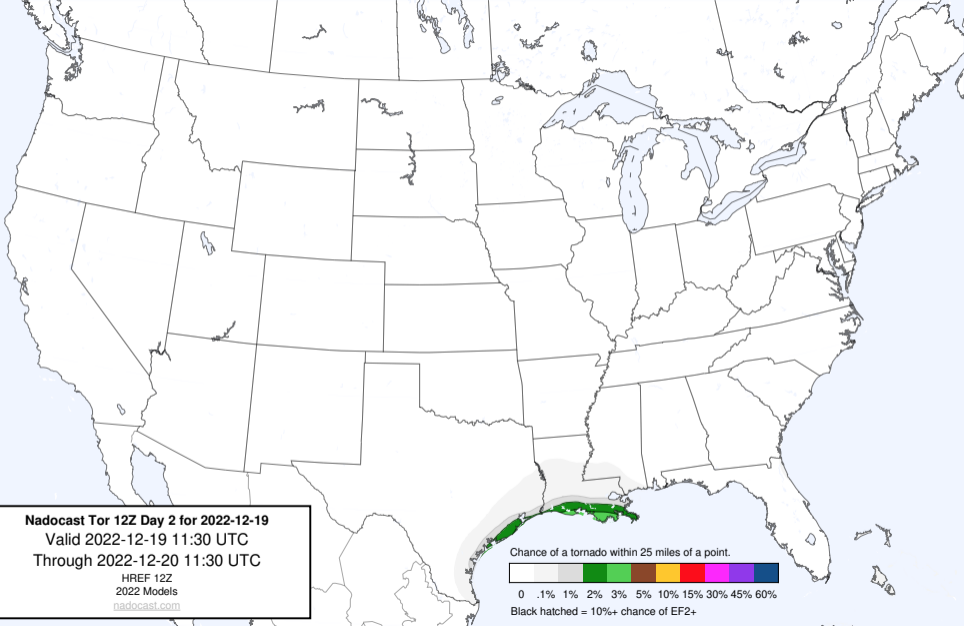 Nadocast Tor 12Z Day 2 for 2022-12-19
Valid 2022-12-19 11:30 UTC
Through 2022-12-20 11:30 UTC
HREF 12Z
2022 Models
nadocast.com
Chance of a tornado within 25 miles of a point.
0 .1% 1% 2% 3% 5% 10% 15% 30% 45% 60%
Black hatched = 10%+ chance of EF2+